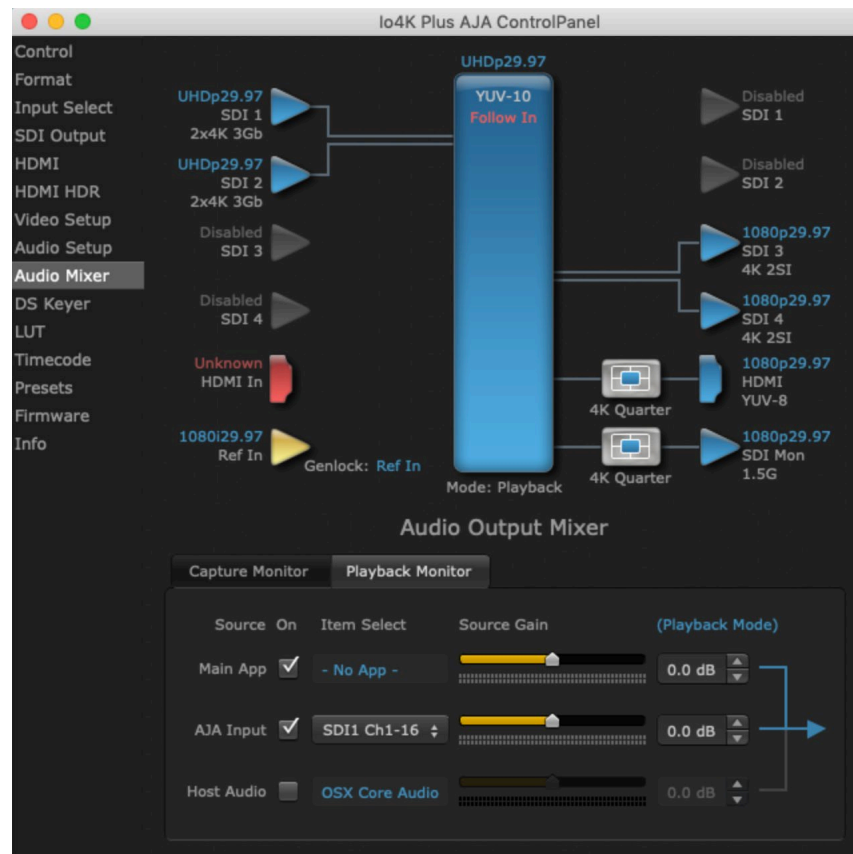 Io4K Plus AJA ControlPanel
Control
Format
Input Select
SDI Output
HDMI
HDMI HDR
Video Setup
Audio Setup
Audio Mixer
DS Keyer
LUT
Timecode
Presets
Firmware
Info
UHDp29.97
SDI 1
2x4K 3Gb
UHDp29.97
SDI 2
2x4K 3Gb
Disabled
SDI 3
Disabled
SDI 4
Unknown
HDMI In
1080i29.97
Ref In
Genlock: Ref In
UHDp29.97
YUV-10
Follow In
Mode: Playback
4K Quarter
4K Quarter
Disabled
SDI 1
Disabled
SDI 2
1080p29.97
SDI 3
4K 2SI
1080p29.97
SDI 4
4K 2SI
1080p29.97
HDMI
YUV-8
1080p29.97
SDI Mon
1.5G
Audio Output Mixer
Capture Monitor Playback Monitor
Source On Item Select Source Gain (Playback Mode)
Main App - No App - 0.0 dB
AJA Input SDI1 Ch1-16 0.0 dB
Host Audio OSX Core Audio 0.0 dB